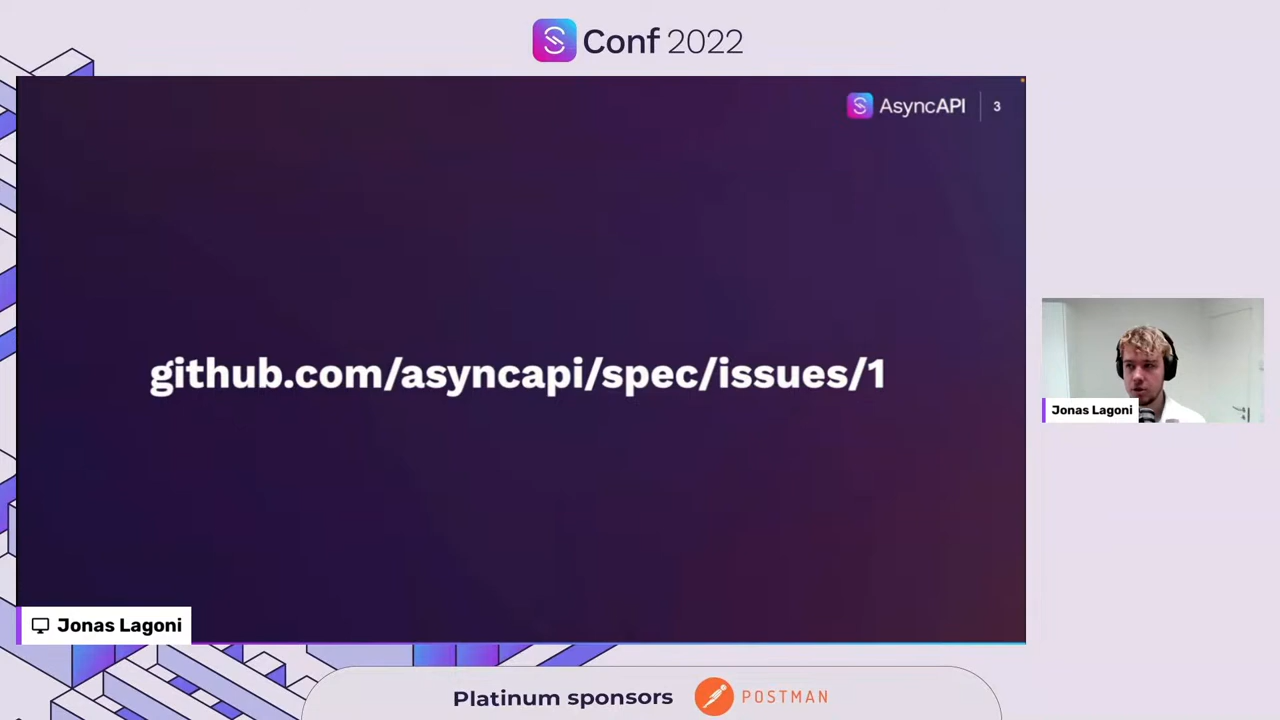 Conf 2022
AsyncAPI 3
github.com/asyncapi/spec/issues/1
Jonas Lagoni
Jonas Lagoni
Platinum sponsors POSTMAN